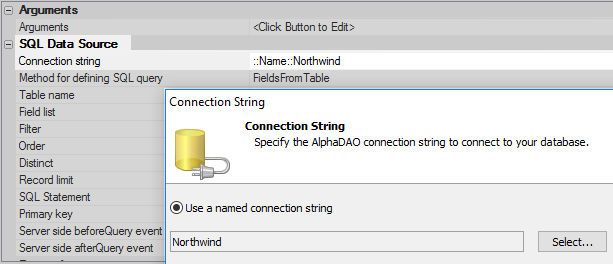 Arguments
Arguments <Click Button to Edit>
SQL Data Source
Connection string ::Name::Northwind
Method for defining SQL query FieldsFromTable
Table name
Field list
Filter
Order
Distinct
Record limit
SQL Statement
Primary key
Server side beforeQuery event
Server side afterQuery event
Connection String
Connection String
Specify the AlphaDAO connection string to connect to your database.
Use a named connection string
Northwind Select...